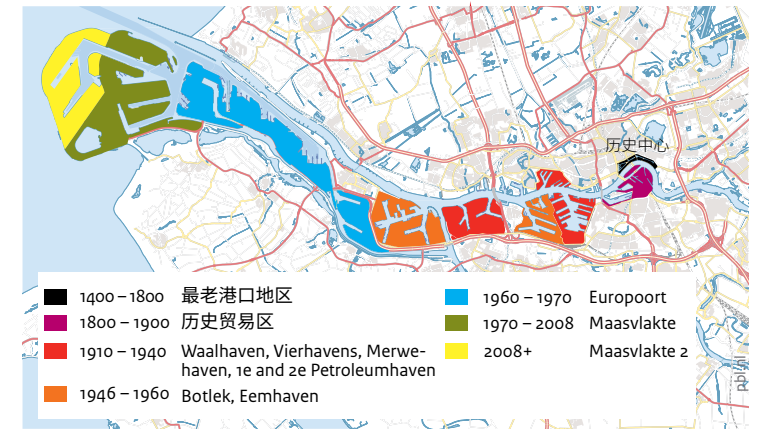 历史中心
1400 – 1800 最老港口地区
1800 – 1900 历史贸易区
1910 – 1940 Waalhaven, Vierhavens, Merwe-
haven, 1e and 2e Petroleumhaven
1946 – 1960 Botlek, Eemhaven
1960 – 1970 Europoort
1970 – 2008 Maasvlakte
2008+ Maasvlakte 2
pbl.nl